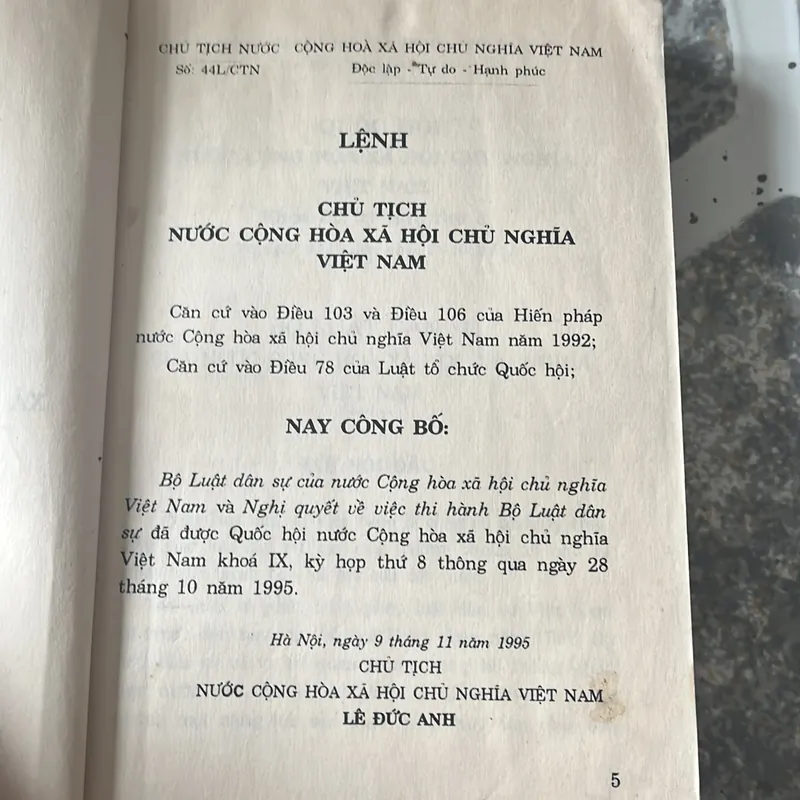 CHỦ TỊCH NƯỚC CỘNG HOÀ XÃ HỘI CHỦ NGHĨA VIỆT NAM
Số: 44L/CTN Độc lập - Tự do - Hạnh phúc
LỆNH
CHỦ TỊCH
NƯỚC CỘNG HÒA XÃ HỘI CHỦ NGHĨA
VIỆT NAM
Căn cứ vào Điều 103 và Điều 106 của Hiến pháp
nước Cộng hòa xã hội chủ nghĩa Việt Nam năm 1992;
Căn cứ vào Điều 78 của Luật tổ chức Quốc hội;
NAY CÔNG BỐ:
Bộ Luật dân sự của nước Cộng hòa xã hội chủ nghĩa
Việt Nam và Nghị quyết về việc thi hành Bộ Luật dân
sự đã được Quốc hội nước Cộng hòa xã hội chủ nghĩa
Việt Nam khoá IX, kỳ họp thứ 8 thông qua ngày 28
tháng 10 năm 1995.
Hà Nội, ngày 9 tháng 11 năm 1995
CHỦ TỊCH
NƯỚC CỘNG HÒA XÃ HỘI CHỦ NGHĨA VIỆT NAM
LÊ ĐỨC ANH
5